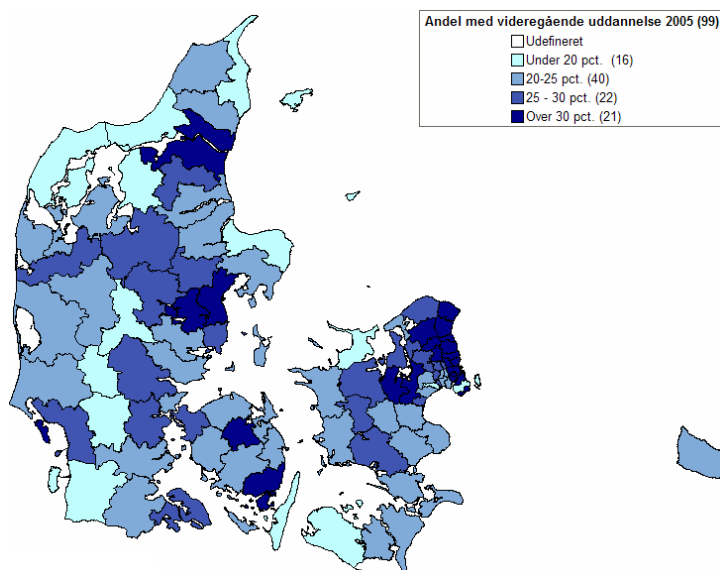 Andel med videregående uddannelse 2005 (99)
Udefineret
Under 20 pct. (16)
20-25 pct. (40)
25 - 30 pct. (22)
Over 30 pct. (21)